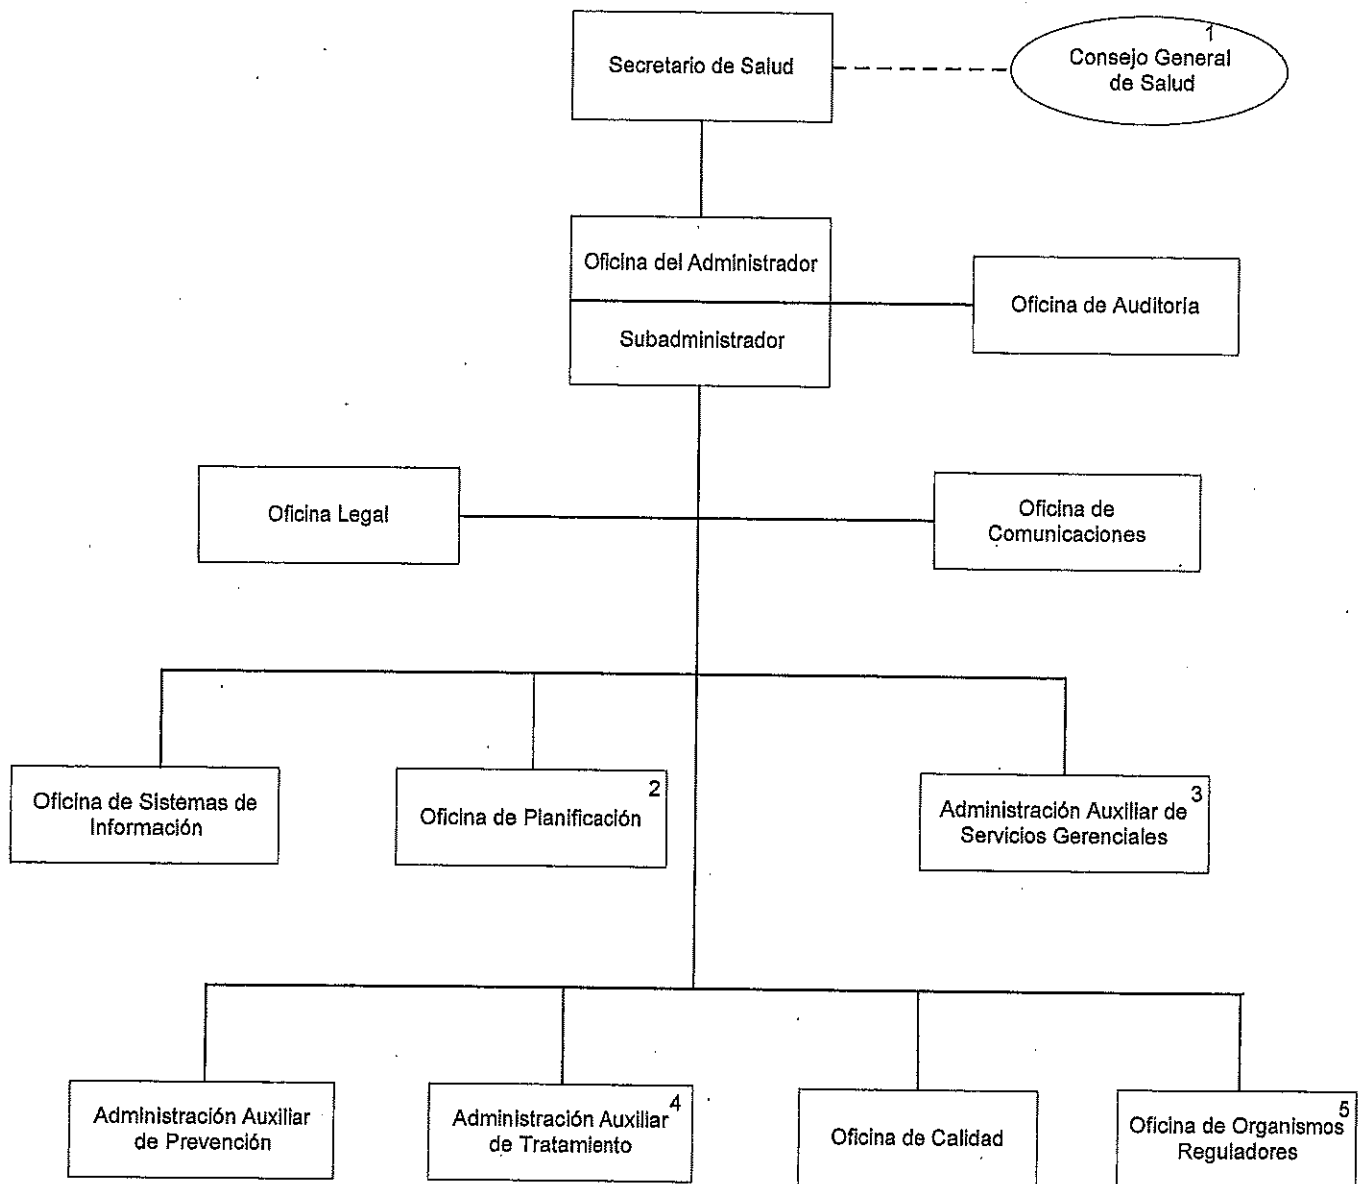 Secretario de Salud
1
Consejo General
de Salud
Oficina del Administrador
Subadministrador
Oficina de Auditoría
Oficina Legal
Oficina de
Comunicaciones
Oficina de Sistemas de
Información
2
Oficina de Planificación
3
Administración Auxiliar de
Servicios Gerenciales
Administración Auxiliar
de Prevención
4
Administración Auxiliar
de Tratamiento
Oficina de Calidad
5
Oficina de Organismos
Reguladores